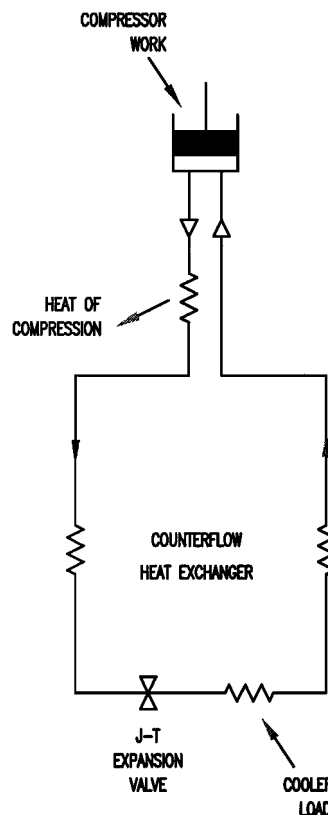 COMPRESSOR
WORK
HEAT OF
COMPRESSION
COUNTERFLOW
HEAT EXCHANGER
J-T
EXPANSION
VALVE
COOLER
LOAD